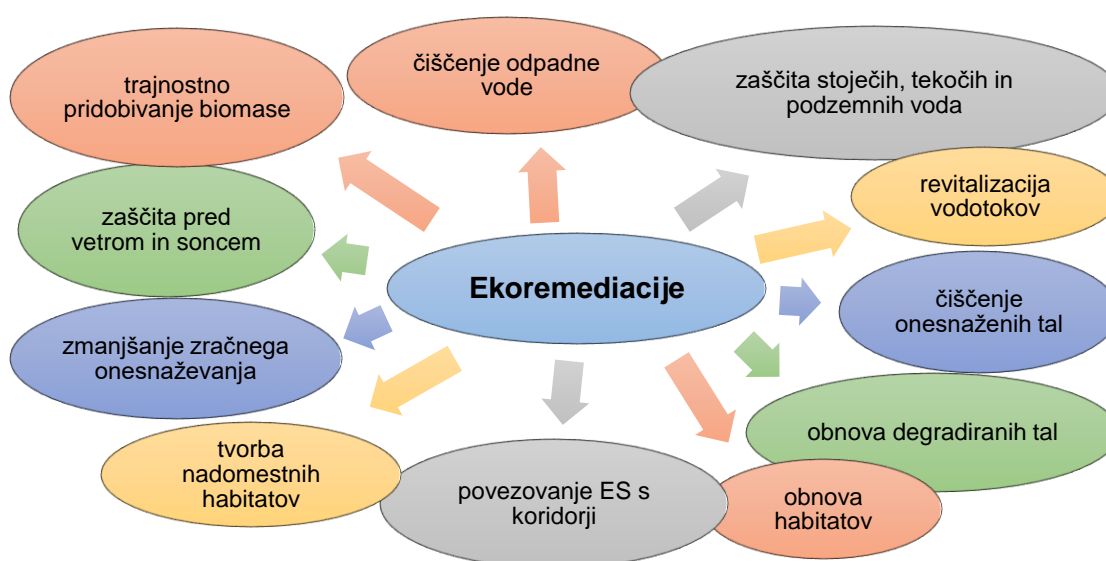 čiščenje odpadne
vode
zaščita stoječih, tekočih in
podzemnih voda
revitalizacija
vodotokov
čiščenje
onesnaženih tal
obnova degradiranih tal
obnova
habitatov
povezovanje ES s
koridorji
tvorba
nadomestnih
habitatov
zmanjšanje zračnega
onesnaževanja
zaščita pred
vetrom in soncem
trajnostno
pridobivanje biomase
Ekoremediacije